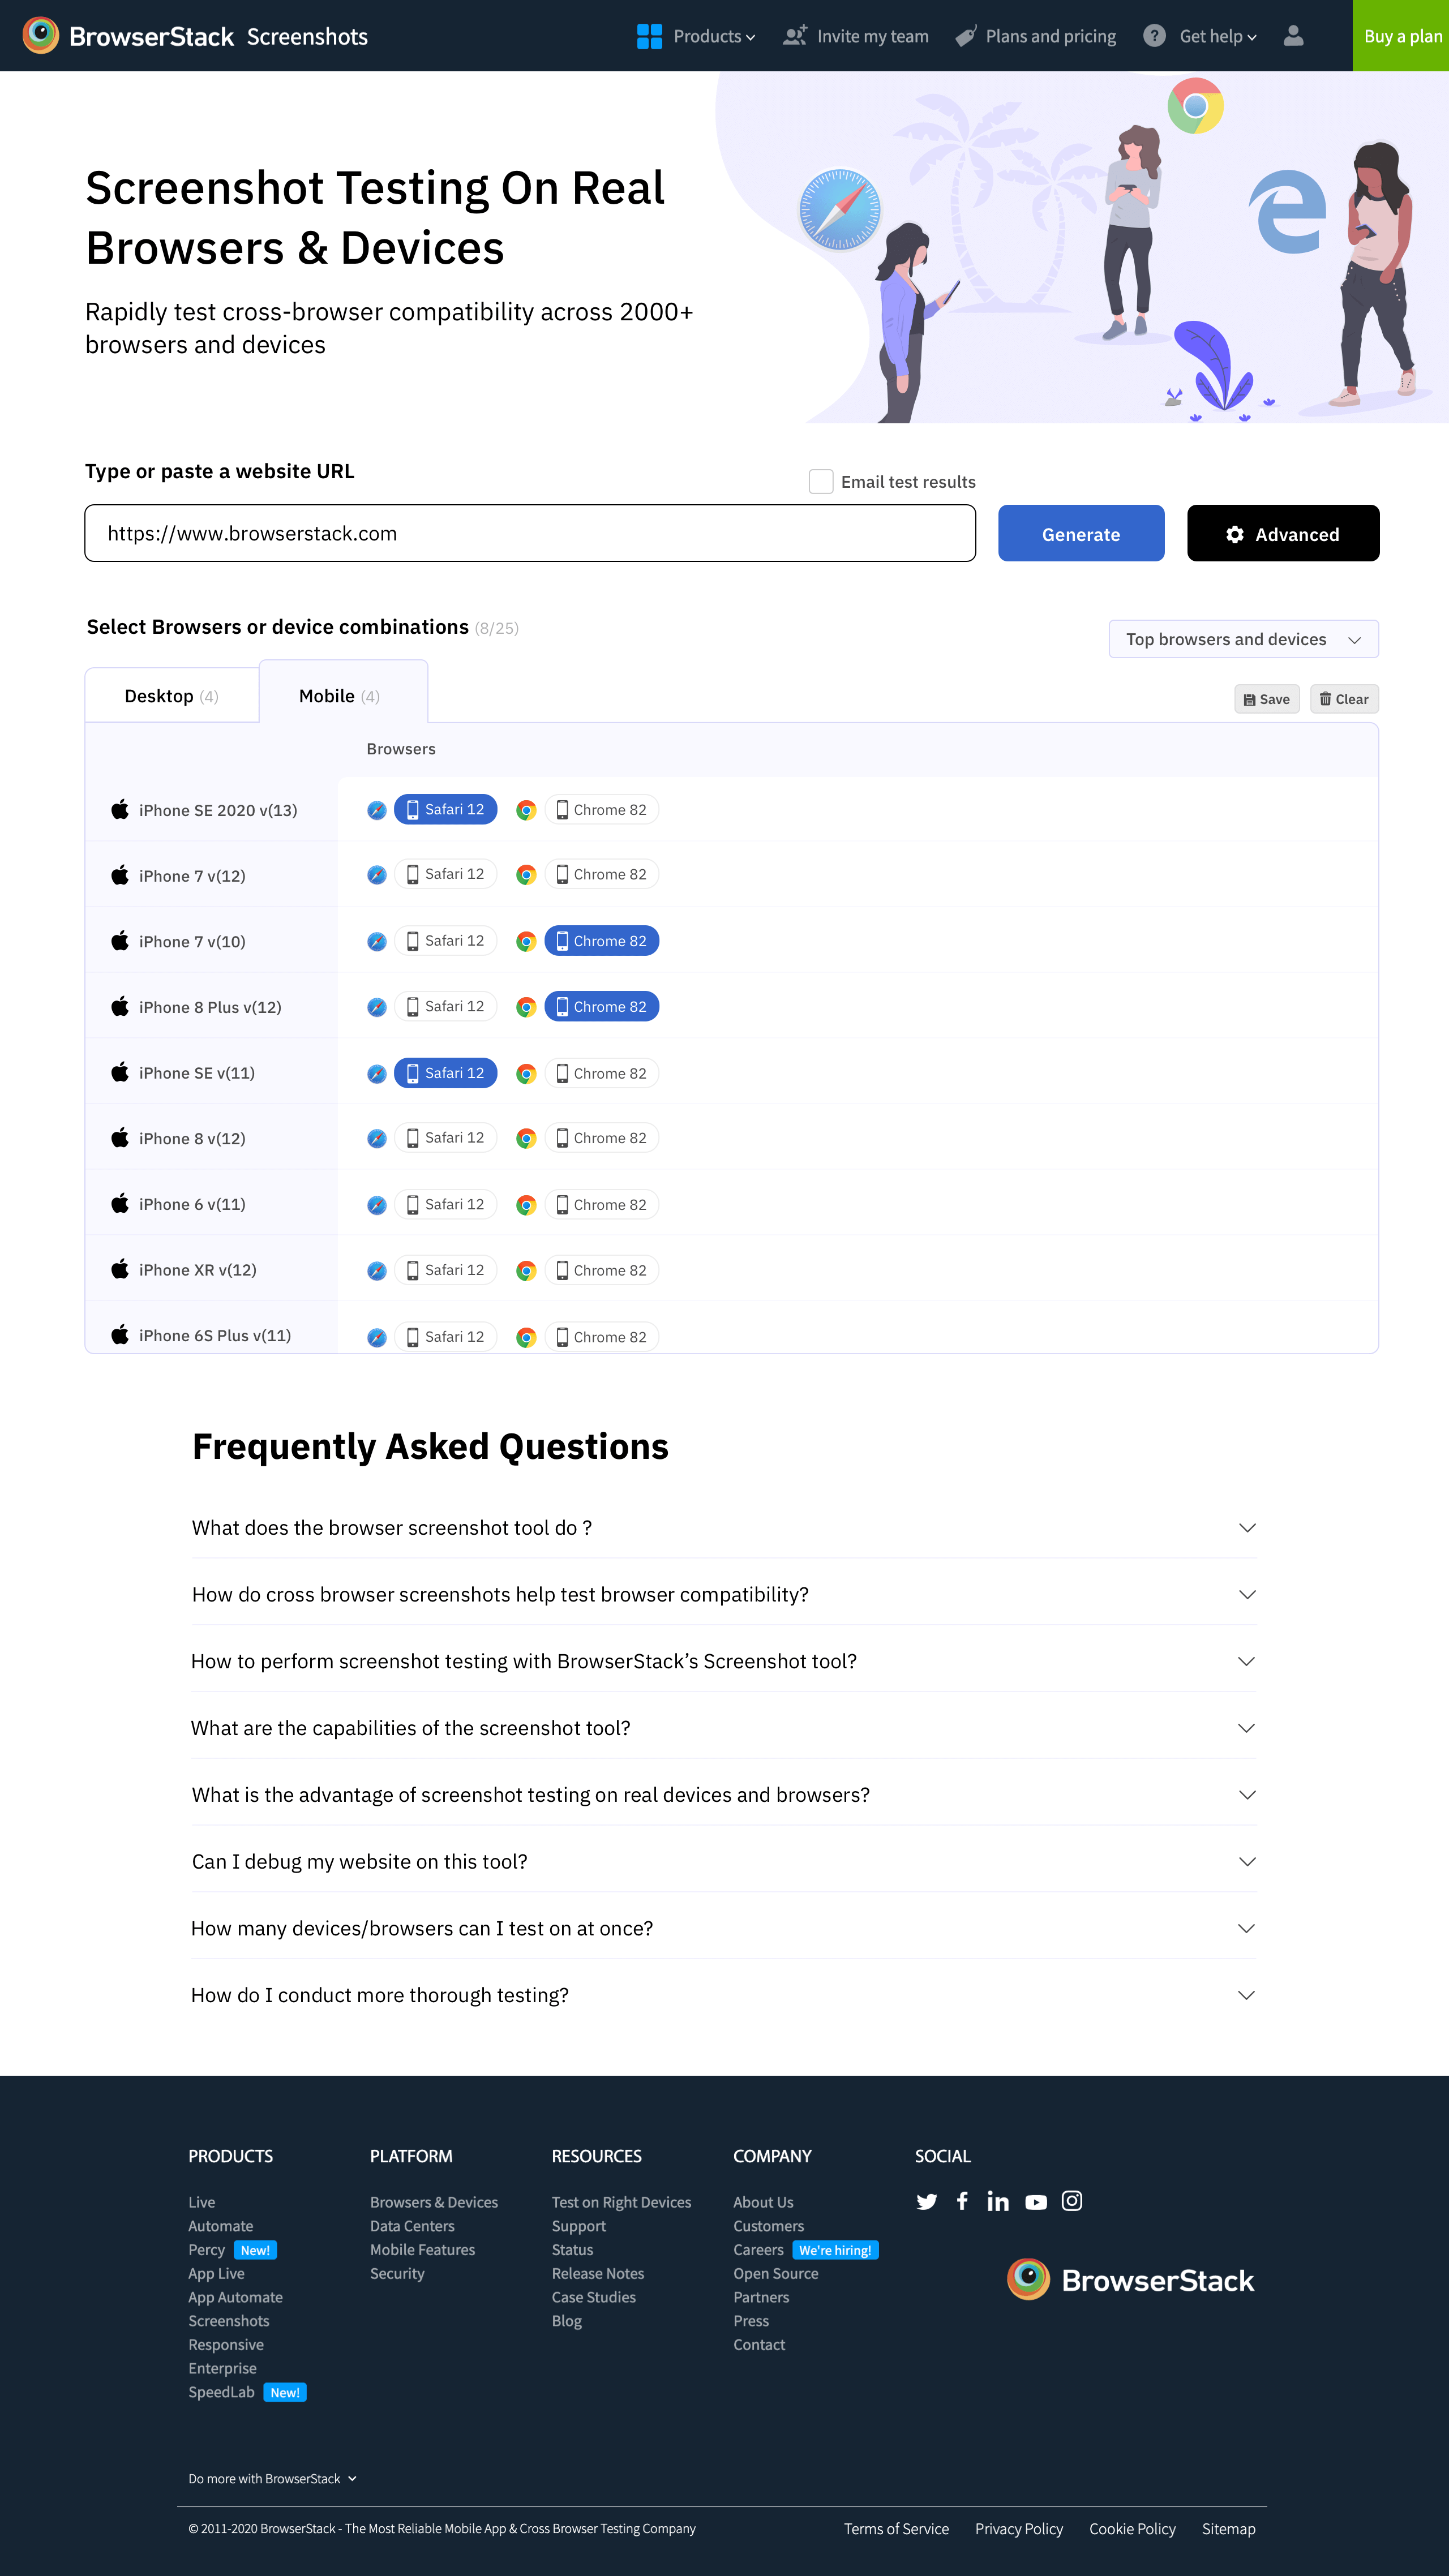 BrowserStack Screenshots
Products
Invite my team
Plans and pricing
? Get help
Buy a plan
Screenshot Testing On Real
Browsers & Devices
Rapidly test cross-browser compatibility across 2000+
browsers and devices
Type or paste a website URL
Email test results
https://www.browserstack.com
Generate
Advanced
Select Browsers or device combinations (8/25)
Top browsers and devices
Desktop (4)
Mobile (4)
Save
Clear
Browsers
iPhone SE 2020 v(13) Safari 12 Chrome 82
iPhone 7 v(12) Safari 12 Chrome 82
iPhone 7 v(10) Safari 12 Chrome 82
iPhone 8 Plus v(12) Safari 12 Chrome 82
iPhone SE v(11) Safari 12 Chrome 82
iPhone 8 v(12) Safari 12 Chrome 82
iPhone 6 v(11) Safari 12 Chrome 82
iPhone XR v(12) Safari 12 Chrome 82
iPhone 6S Plus v(11) Safari 12 Chrome 82
Frequently Asked Questions
What does the browser screenshot tool do ?
How do cross browser screenshots help test browser compatibility?
How to perform screenshot testing with BrowserStack’s Screenshot tool?
What are the capabilities of the screenshot tool?
What is the advantage of screenshot testing on real devices and browsers?
Can I debug my website on this tool?
How many devices/browsers can I test on at once?
How do I conduct more thorough testing?
PRODUCTS
Live
Automate
Percy New!
App Live
App Automate
Screenshots
Responsive
Enterprise
SpeedLab New!
PLATFORM
Browsers & Devices
Data Centers
Mobile Features
Security
RESOURCES
Test on Right Devices
Support
Status
Release Notes
Case Studies
Blog
COMPANY
About Us
Customers
Careers We're hiring!
Open Source
Partners
Press
Contact
SOCIAL
BrowserStack
Do more with BrowserStack
© 2011-2020 BrowserStack - The Most Reliable Mobile App & Cross Browser Testing Company
Terms of Service
Privacy Policy
Cookie Policy
Sitemap